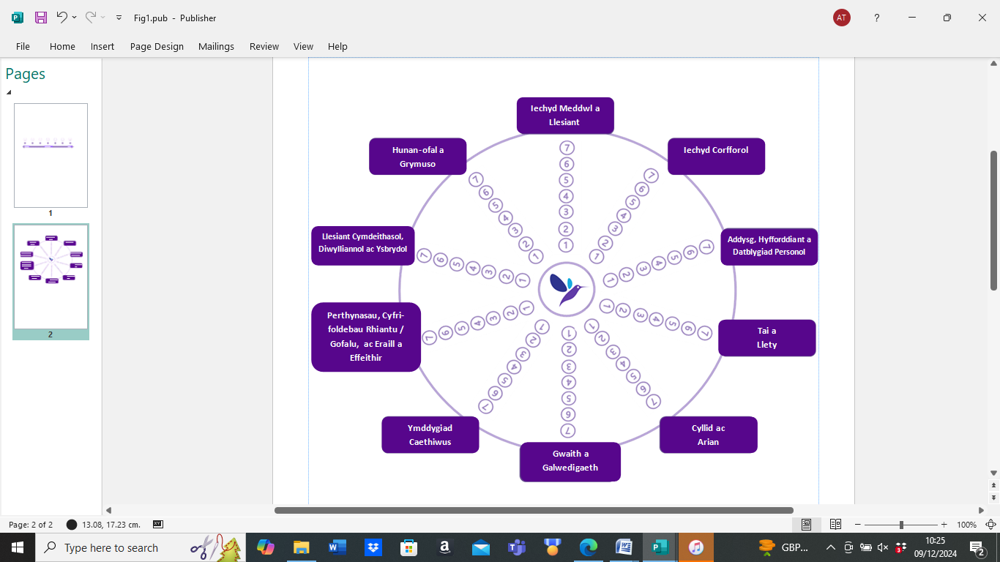 Fig1.pub - Publisher
AT
?
File Home Insert Page Design Mailings Review View Help
Pages
1
2
Iechyd Meddwl a
Llesiant
Iechyd Corfforol
Addysg, Hyfforddiant a
Datblygiad Personol
Tai a
Llety
Cyllid ac
Arian
Gwaith a
Galwedigaeth
Ymddygiad
Caethiwus
Perthynasau, Cyfri-
foldebau Rhiantu /
Gofalu, ac Eraill a
Effeithir
Llesiant Cymdeithasol,
Diwylliannol ac Ysbrydol
Hunan-ofal a
Grymuso
7 6 5 4 3 2 1
7 6 5 4 3 2 1
7 6 5 4 3 2 1
7 6 5 4 3 2 1
7 6 5 4 3 2 1
7 6 5 4 3 2 1
7 6 5 4 3 2 1
7 6 5 4 3 2 1
7 6 5 4 3 2 1
7 6 5 4 3 2 1
Page: 2 of 2 13.08, 17.23 cm. 100%
Type here to search
GBP...
10:25
09/12/2024
3
2